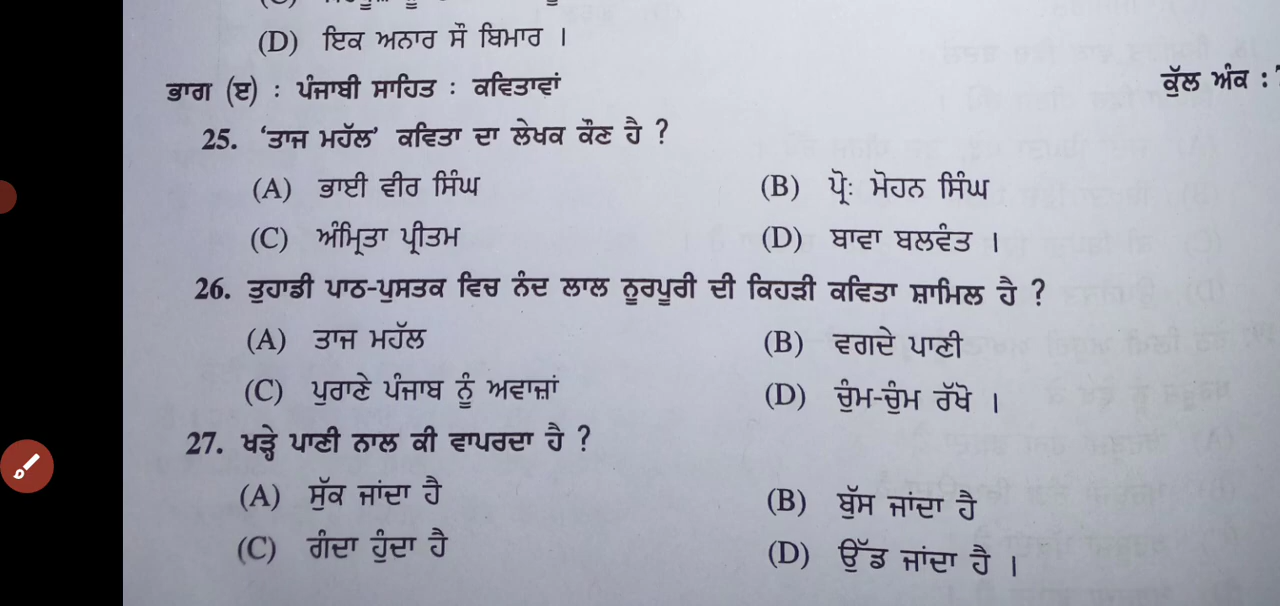 (D) ਇਕ ਅਨਾਰ ਸੌ ਬਿਮਾਰ ।
ਭਾਗ (ੲ) : ਪੰਜਾਬੀ ਸਾਹਿਤ : ਕਵਿਤਾਵਾਂ ਕੁੱਲ ਅੰਕ :
25. ‘ਤਾਜ ਮਹੱਲ’ ਕਵਿਤਾ ਦਾ ਲੇਖਕ ਕੌਣ ਹੈ ?
(A) ਭਾਈ ਵੀਰ ਸਿੰਘ (B) ਪ੍ਰੋ: ਮੋਹਨ ਸਿੰਘ
(C) ਅੰਮ੍ਰਿਤਾ ਪ੍ਰੀਤਮ (D) ਬਾਵਾ ਬਲਵੰਤ ।
26. ਤੁਹਾਡੀ ਪਾਠ-ਪੁਸਤਕ ਵਿਚ ਨੰਦ ਲਾਲ ਨੂਰਪੂਰੀ ਦੀ ਕਿਹੜੀ ਕਵਿਤਾ ਸ਼ਾਮਿਲ ਹੈ ?
(A) ਤਾਜ ਮਹੱਲ (B) ਵਗਦੇ ਪਾਣੀ
(C) ਪੁਰਾਣੇ ਪੰਜਾਬ ਨੂੰ ਅਵਾਜ਼ਾਂ (D) ਚੁੰਮ-ਚੁੰਮ ਰੱਖੋ ।
27. ਖੜ੍ਹੇ ਪਾਣੀ ਨਾਲ ਕੀ ਵਾਪਰਦਾ ਹੈ ?
(A) ਸੁੱਕ ਜਾਂਦਾ ਹੈ (B) ਬੁੱਸ ਜਾਂਦਾ ਹੈ
(C) ਗੰਦਾ ਹੁੰਦਾ ਹੈ (D) ਉੱਡ ਜਾਂਦਾ ਹੈ ।